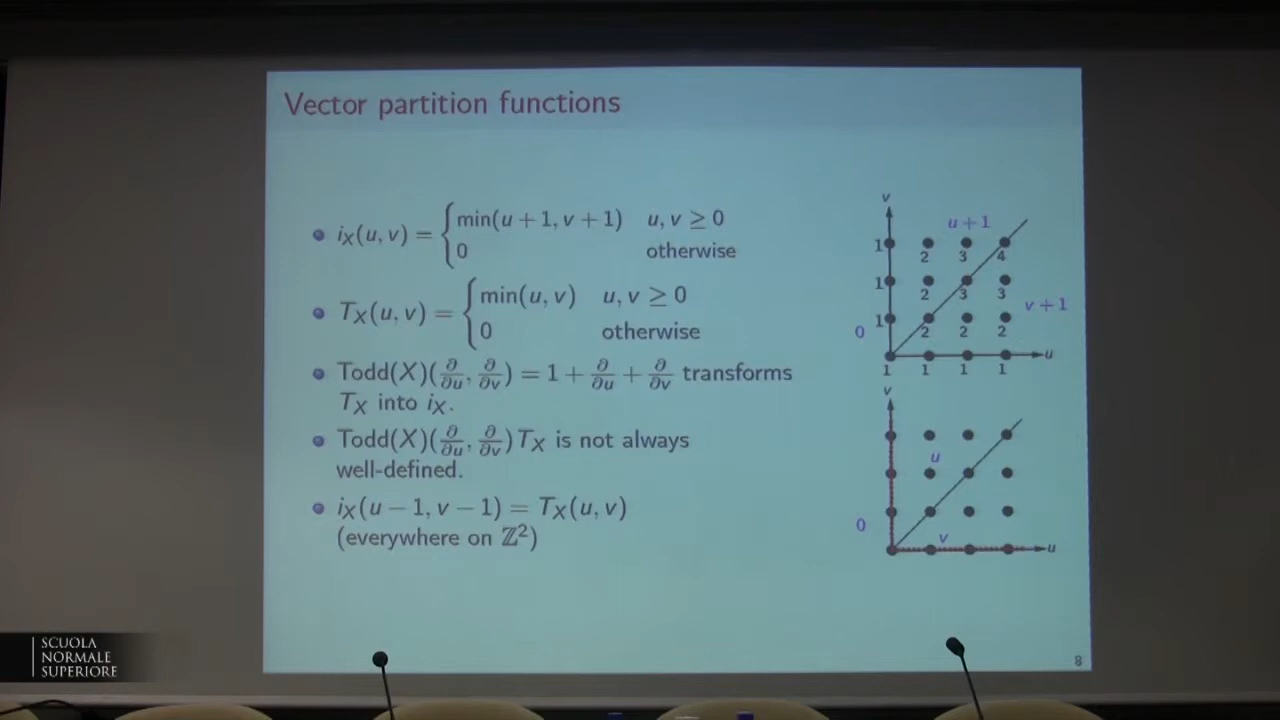 Vector partition functions
i_X(u, v) = { min(u + 1, v + 1) u, v ≥ 0
0 otherwise
T_X(u, v) = { min(u, v) u, v ≥ 0
0 otherwise
Todd(X)(∂/∂u, ∂/∂v) = 1 + ∂/∂u + ∂/∂v transforms
T_X into i_X.
Todd(X)(∂/∂u, ∂/∂v)T_X is not always
well-defined.
i_X(u − 1, v − 1) = T_X(u, v)
(everywhere on ℤ²)
v
u + 1
1 2 3 4
1 2 3 3
v + 1
0 1 2 2 2
u
1 1 1 1
v
u
0
v
u
8
SCUOLA
NORMALE
SUPERIORE